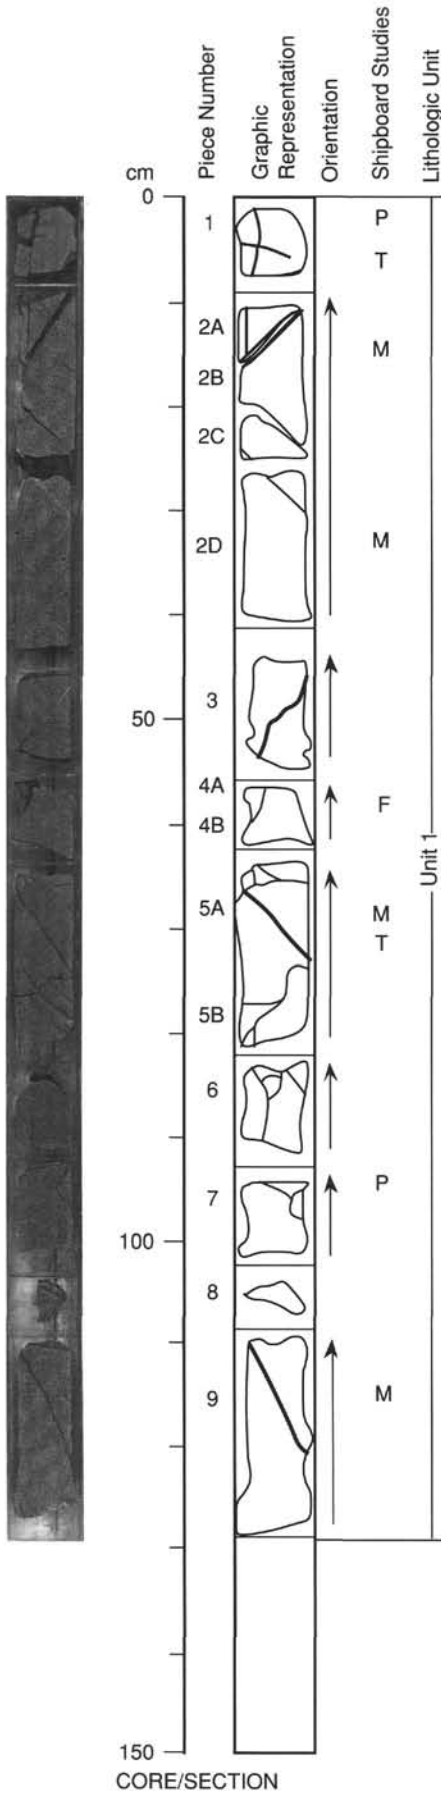 cm
Piece Number
Graphic
Representation
Orientation
Shipboard Studies
Lithologic Unit
0
1
P
T
2A
M
2B
2C
2D
M
3
50
4A
F
4B
Unit 1
5A
M
T
5B
6
7
P
100
8
9
M
150
CORE/SECTION